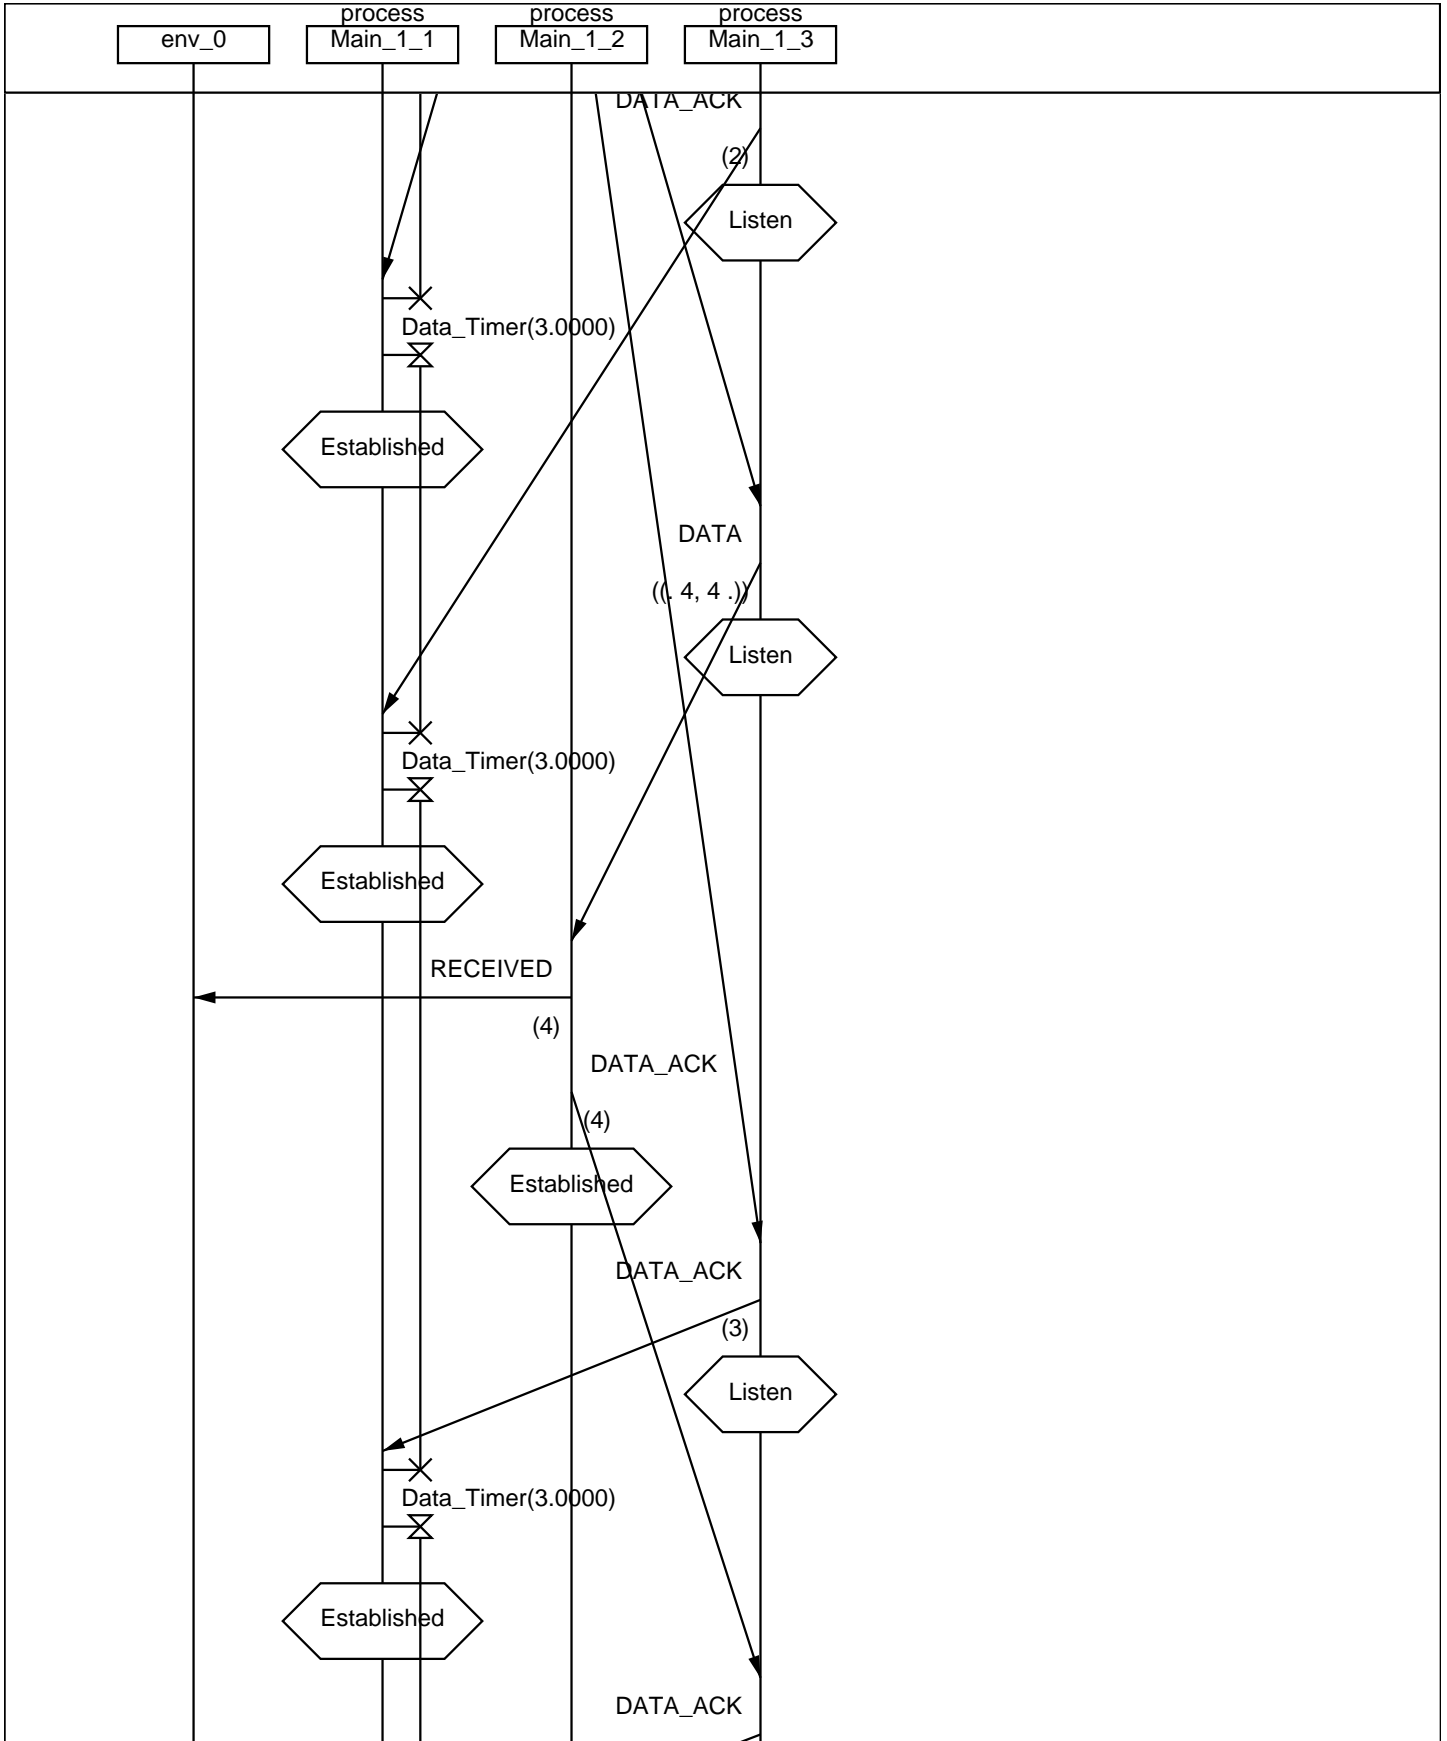 process
process
process
env_0
Main_1_1
Main_1_2
Main_1_3
DATA_ACK
(2)
Listen
Data_Timer(3.0000)
Established
DATA
((. 4, 4 .))
Listen
Data_Timer(3.0000)
Established
RECEIVED
(4)
DATA_ACK
(4)
Established
DATA_ACK
(3)
Listen
Data_Timer(3.0000)
Established
DATA_ACK